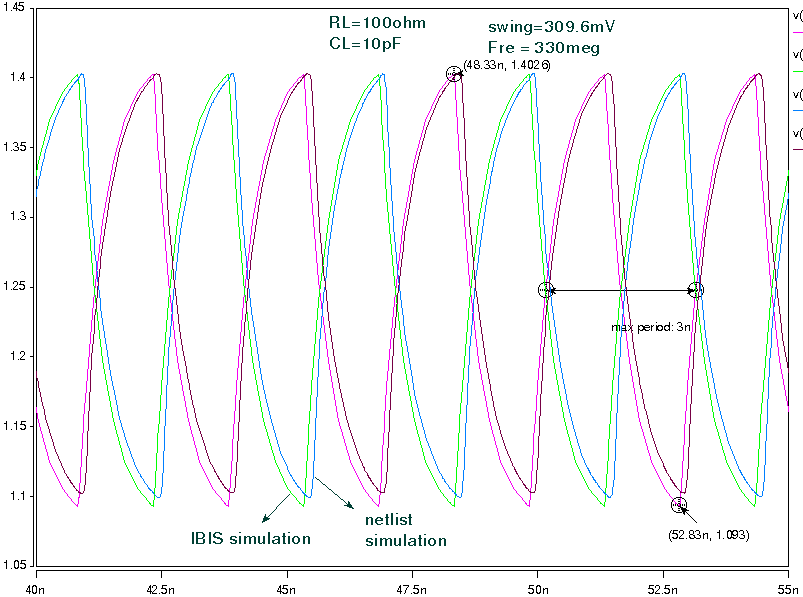 1.45
RL=100ohm
CL=10pF
swing=309.6mV
Fre = 330meg
(48.33n, 1.4026)
v(
v(
v(
v(
1.4
1.35
1.3
1.25
max period: 3n
1.2
1.15
1.1
IBIS simulation
netlist
simulation
(52.83n, 1.093)
1.05
40n 42.5n 45n 47.5n 50n 52.5n 55n